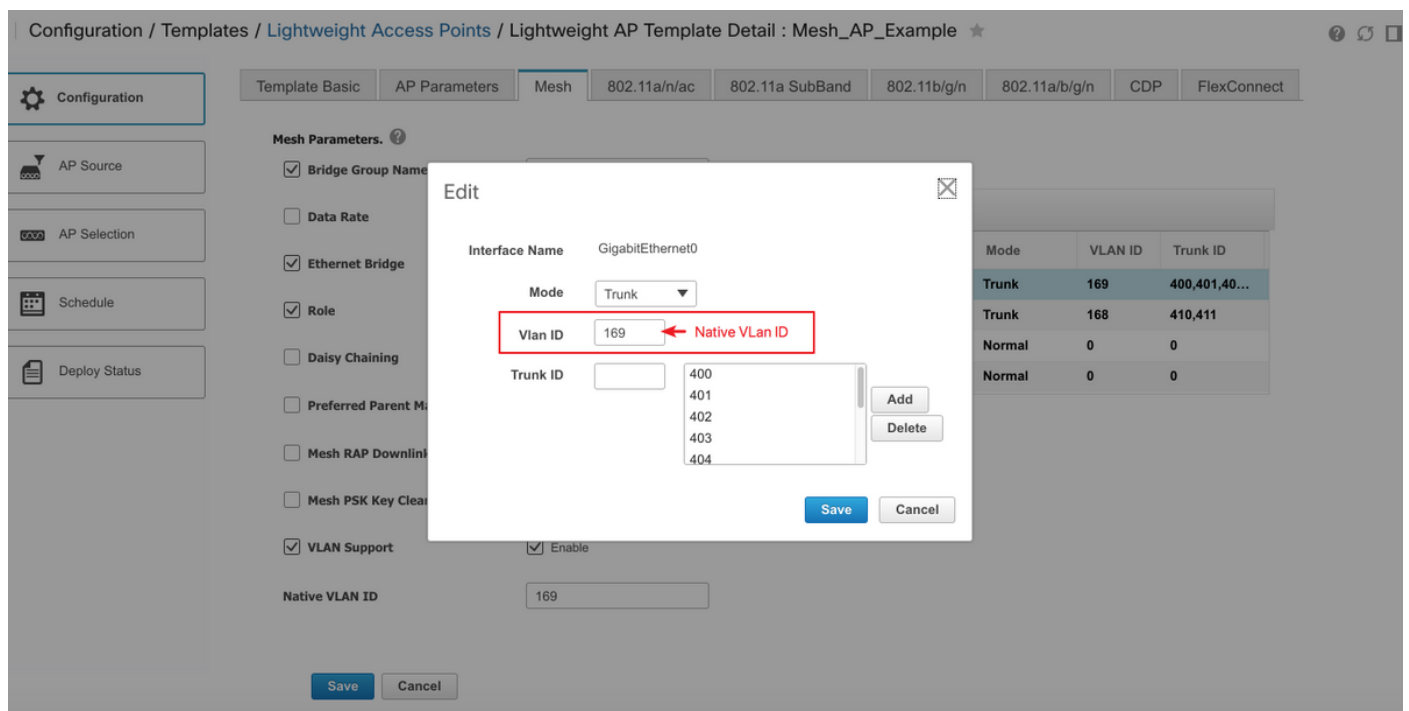 Configuration / Templates / Lightweight Access Points / Lightweight AP Template Detail : Mesh_AP_Example
Configuration
AP Source
AP Selection
Schedule
Deploy Status
Template Basic AP Parameters Mesh 802.11a/n/ac 802.11a SubBand 802.11b/g/n 802.11a/b/g/n CDP FlexConnect
Mesh Parameters.
Bridge Group Name
Data Rate
Ethernet Bridge
Role
Daisy Chaining
Preferred Parent
Mesh RAP
Mesh PSK Key
VLAN Support Enable
Native VLAN ID 169
Save Cancel
Edit
Interface Name GigabitEthernet0
Mode Trunk
Vlan ID 169 Native VLan ID
Trunk ID
400
401
402
403
404
Add
Delete
Save Cancel
Mode VLAN ID Trunk ID
Trunk 169 400,401,40...
Trunk 168 410,411
Normal 0 0
Normal 0 0